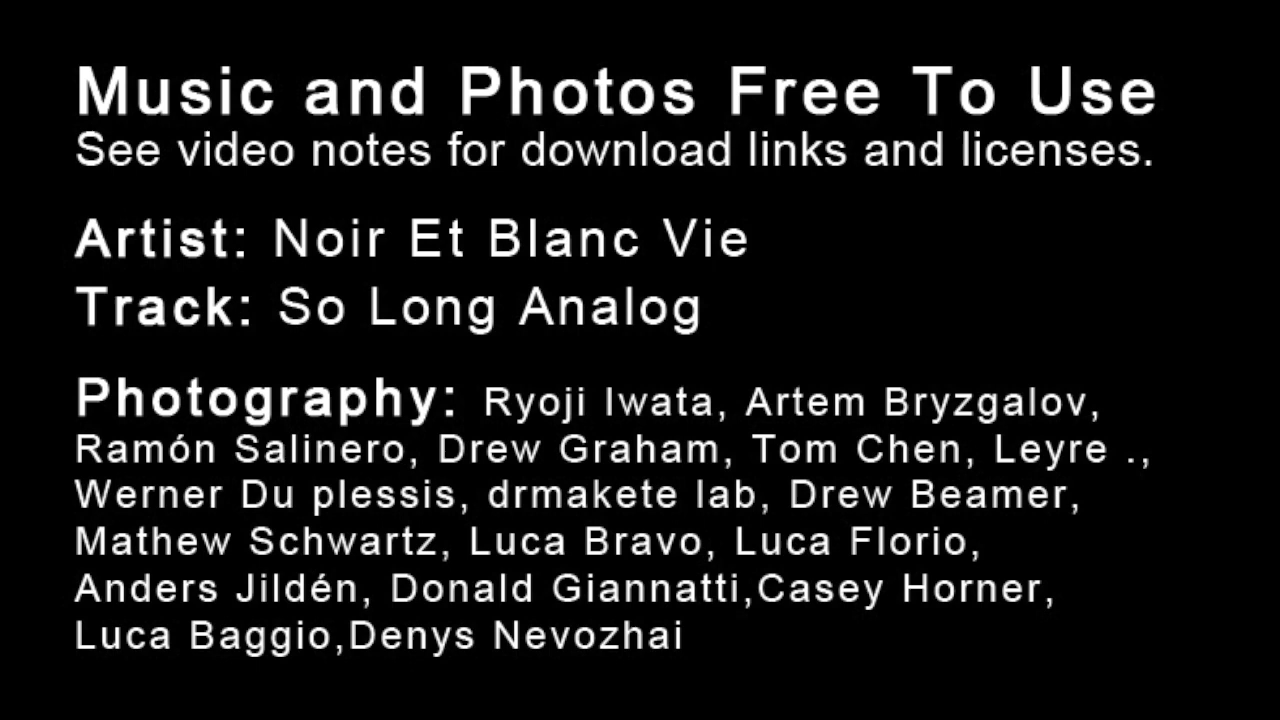 Music and Photos Free To Use
See video notes for download links and licenses.
Artist: Noir Et Blanc Vie
Track: So Long Analog
Photography: Ryoji Iwata, Artem Bryzgalov,
Ramón Salinero, Drew Graham, Tom Chen, Leyre .,
Werner Du plessis, drmakete lab, Drew Beamer,
Mathew Schwartz, Luca Bravo, Luca Florio,
Anders Jildén, Donald Giannatti,Casey Horner,
Luca Baggio,Denys Nevozhai